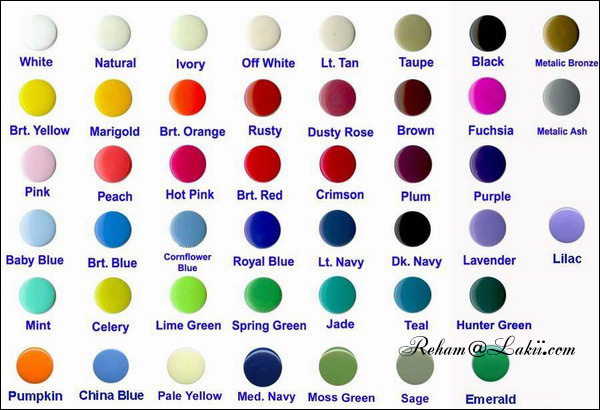 White Natural Ivory Off White Lt. Tan Taupe Black Metalic Bronze
Brt. Yellow Marigold Brt. Orange Rusty Dusty Rose Brown Fuchsia Metalic Ash
Pink Peach Hot Pink Brt. Red Crimson Plum Purple
Baby Blue Brt. Blue Cornflower Blue Royal Blue Lt. Navy Dk. Navy Lavender Lilac
Mint Celery Lime Green Spring Green Jade Teal Hunter Green
Reham@Lakii.com
Pumpkin China Blue Pale Yellow Med. Navy Moss Green Sage Emerald